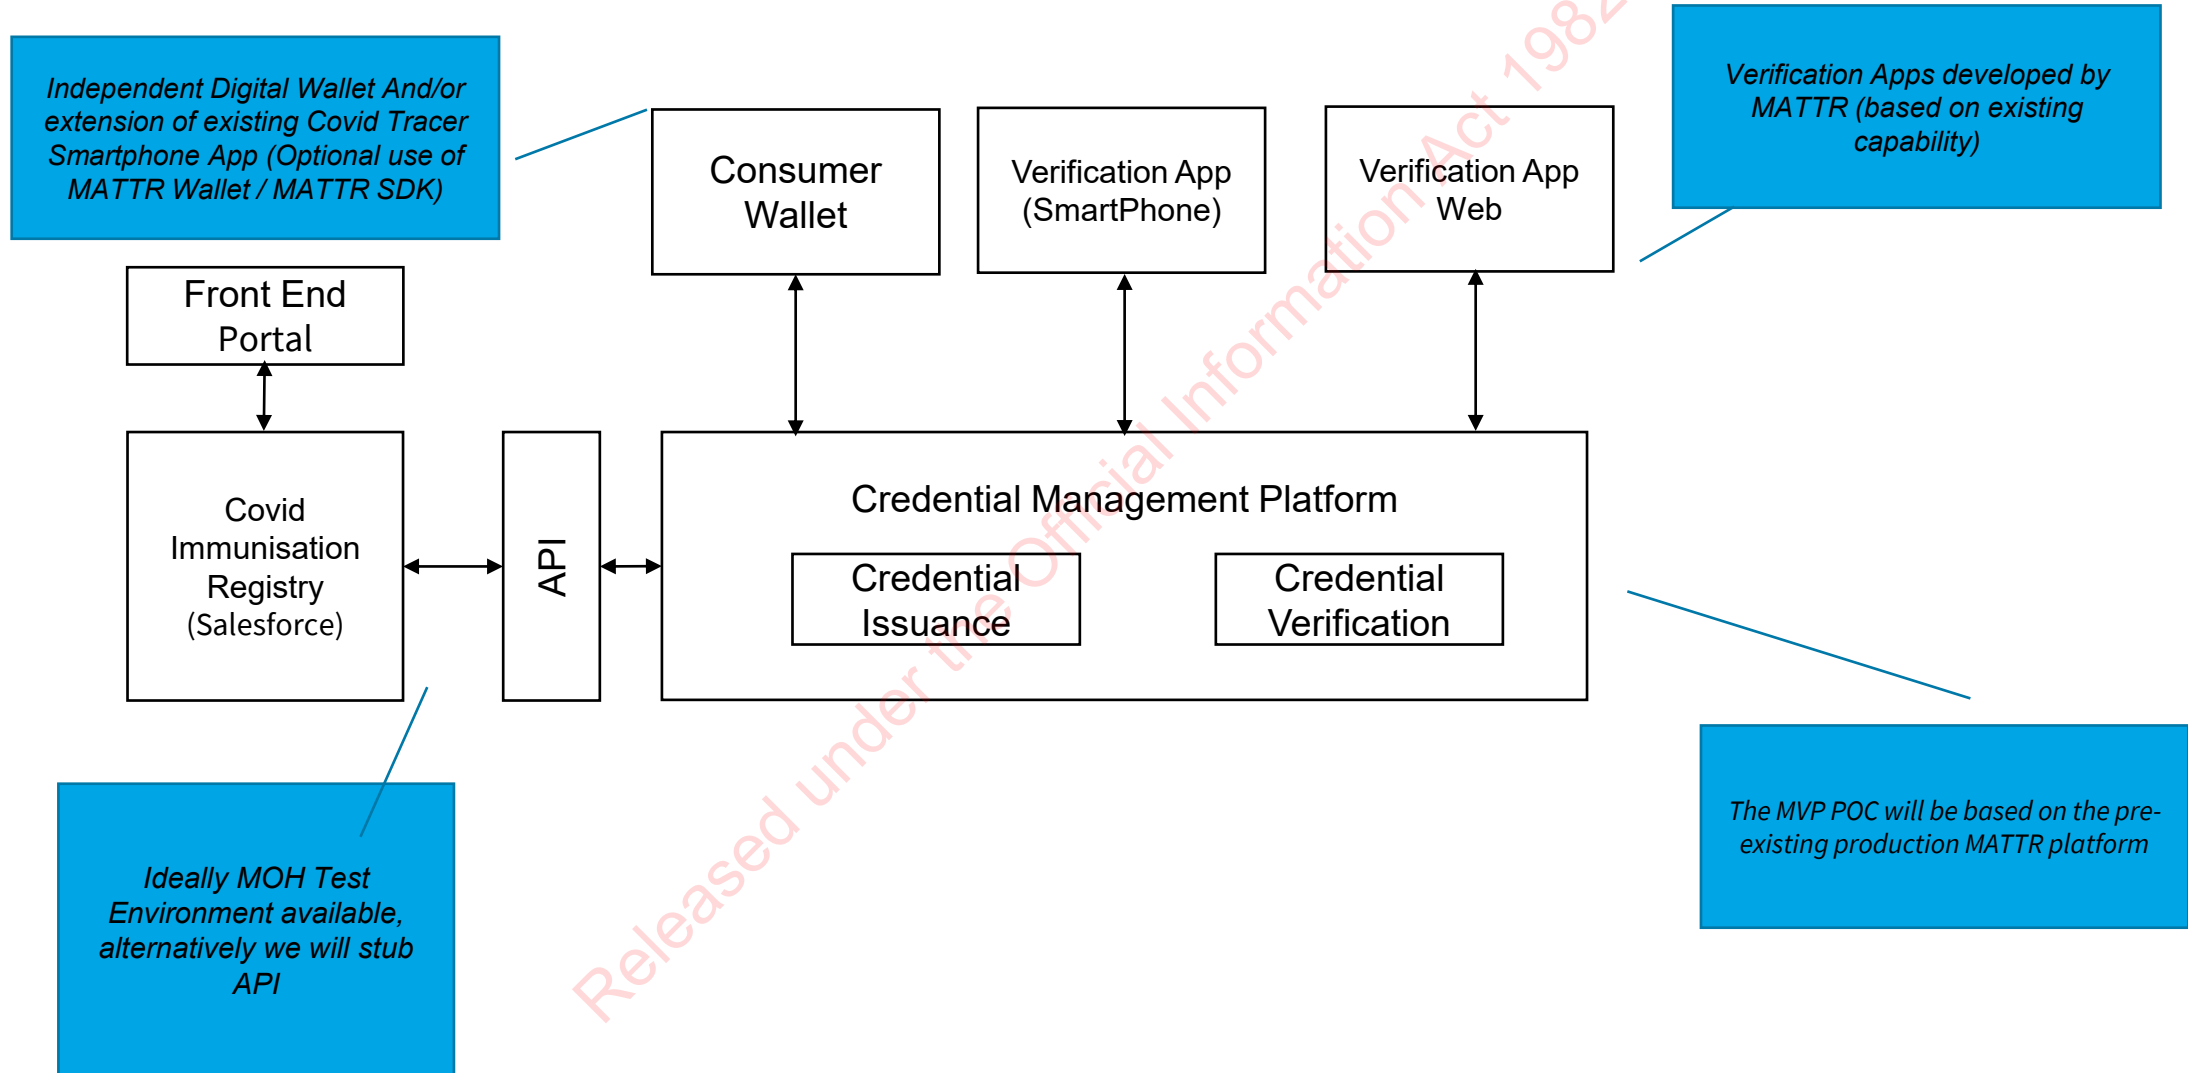 Independent Digital Wallet And/or
extension of existing Covid Tracer
Smartphone App (Optional use of
MATTR Wallet / MATTR SDK)
Consumer
Wallet
Verification App
(SmartPhone)
Verification App
Web
Verification Apps developed by
MATTR (based on existing
capability)
Front End
Portal
Covid
Immunisation
Registry
(Salesforce)
API
Credential Management Platform
Credential
Issuance
Credential
Verification
Ideally MOH Test
Environment available,
alternatively we will stub
API
The MVP POC will be based on the pre-
existing production MATTR platform
Released under the Official Information Act 1982